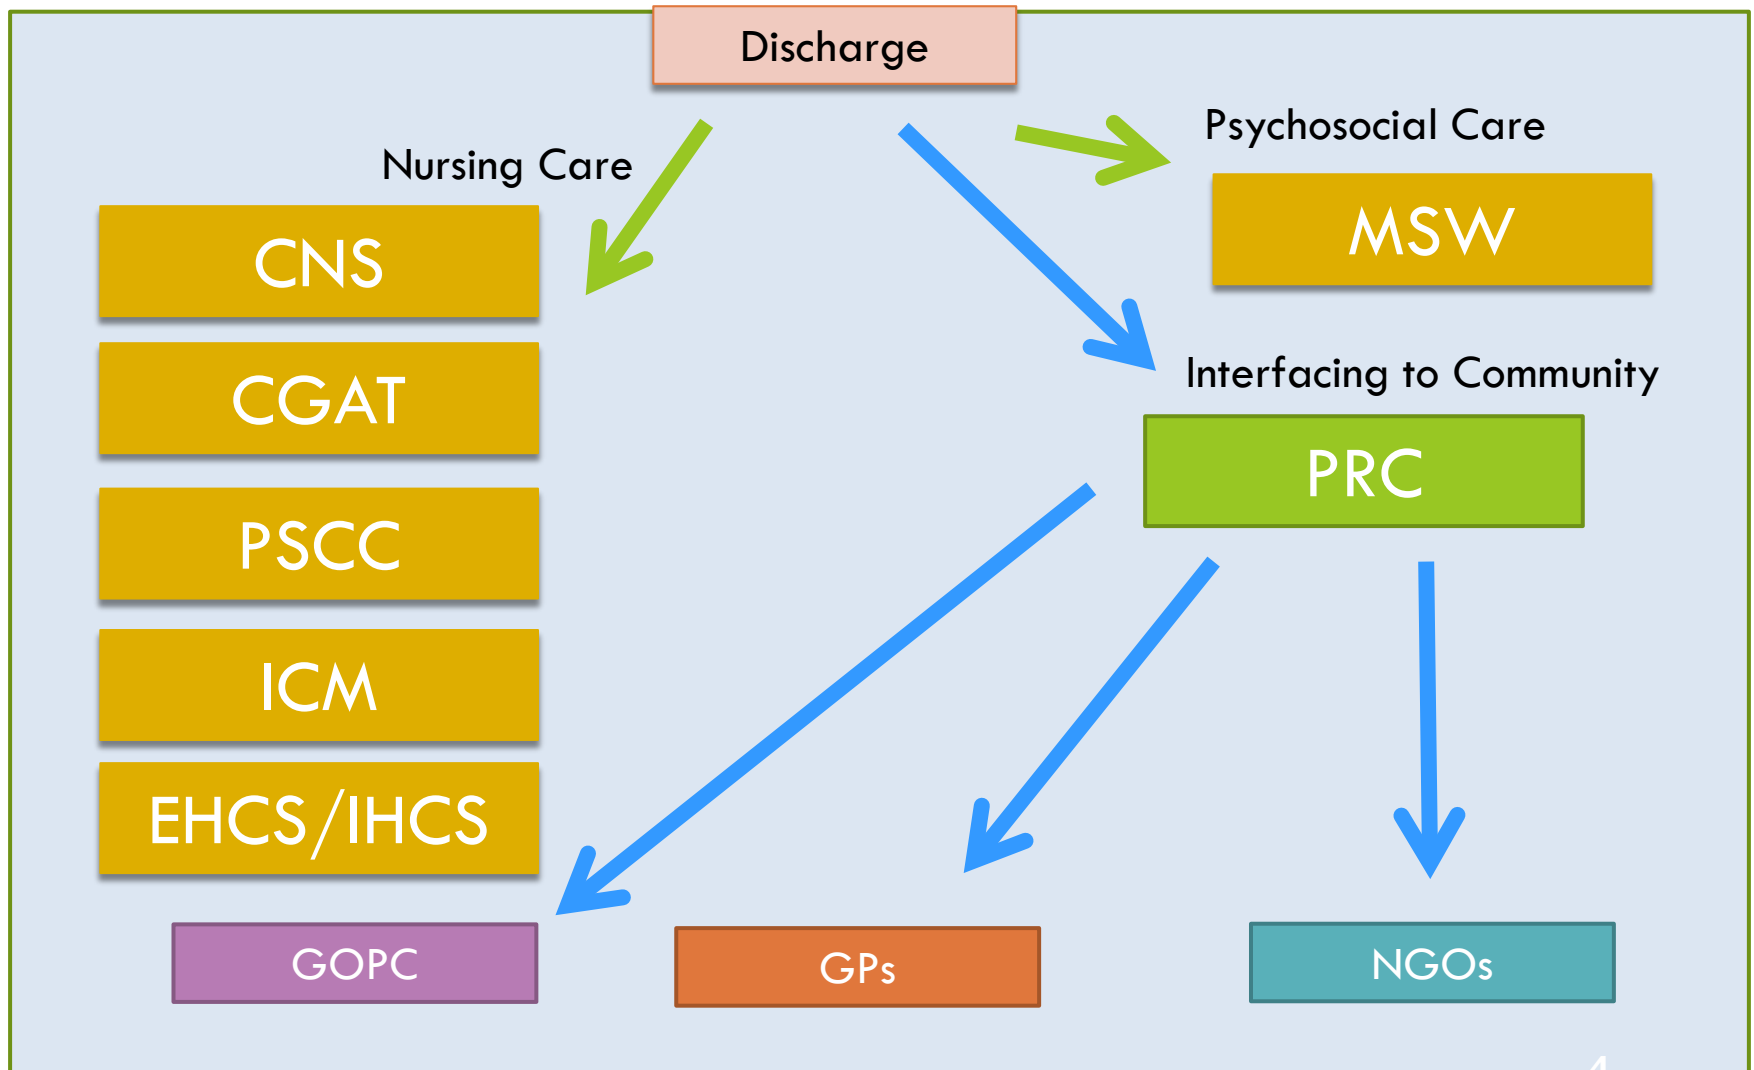 Discharge
Nursing Care
Psychosocial Care
CNS
MSW
CGAT
Interfacing to Community
PRC
PSCC
ICM
EHCS/IHCS
GOPC
GPs
NGOs
4